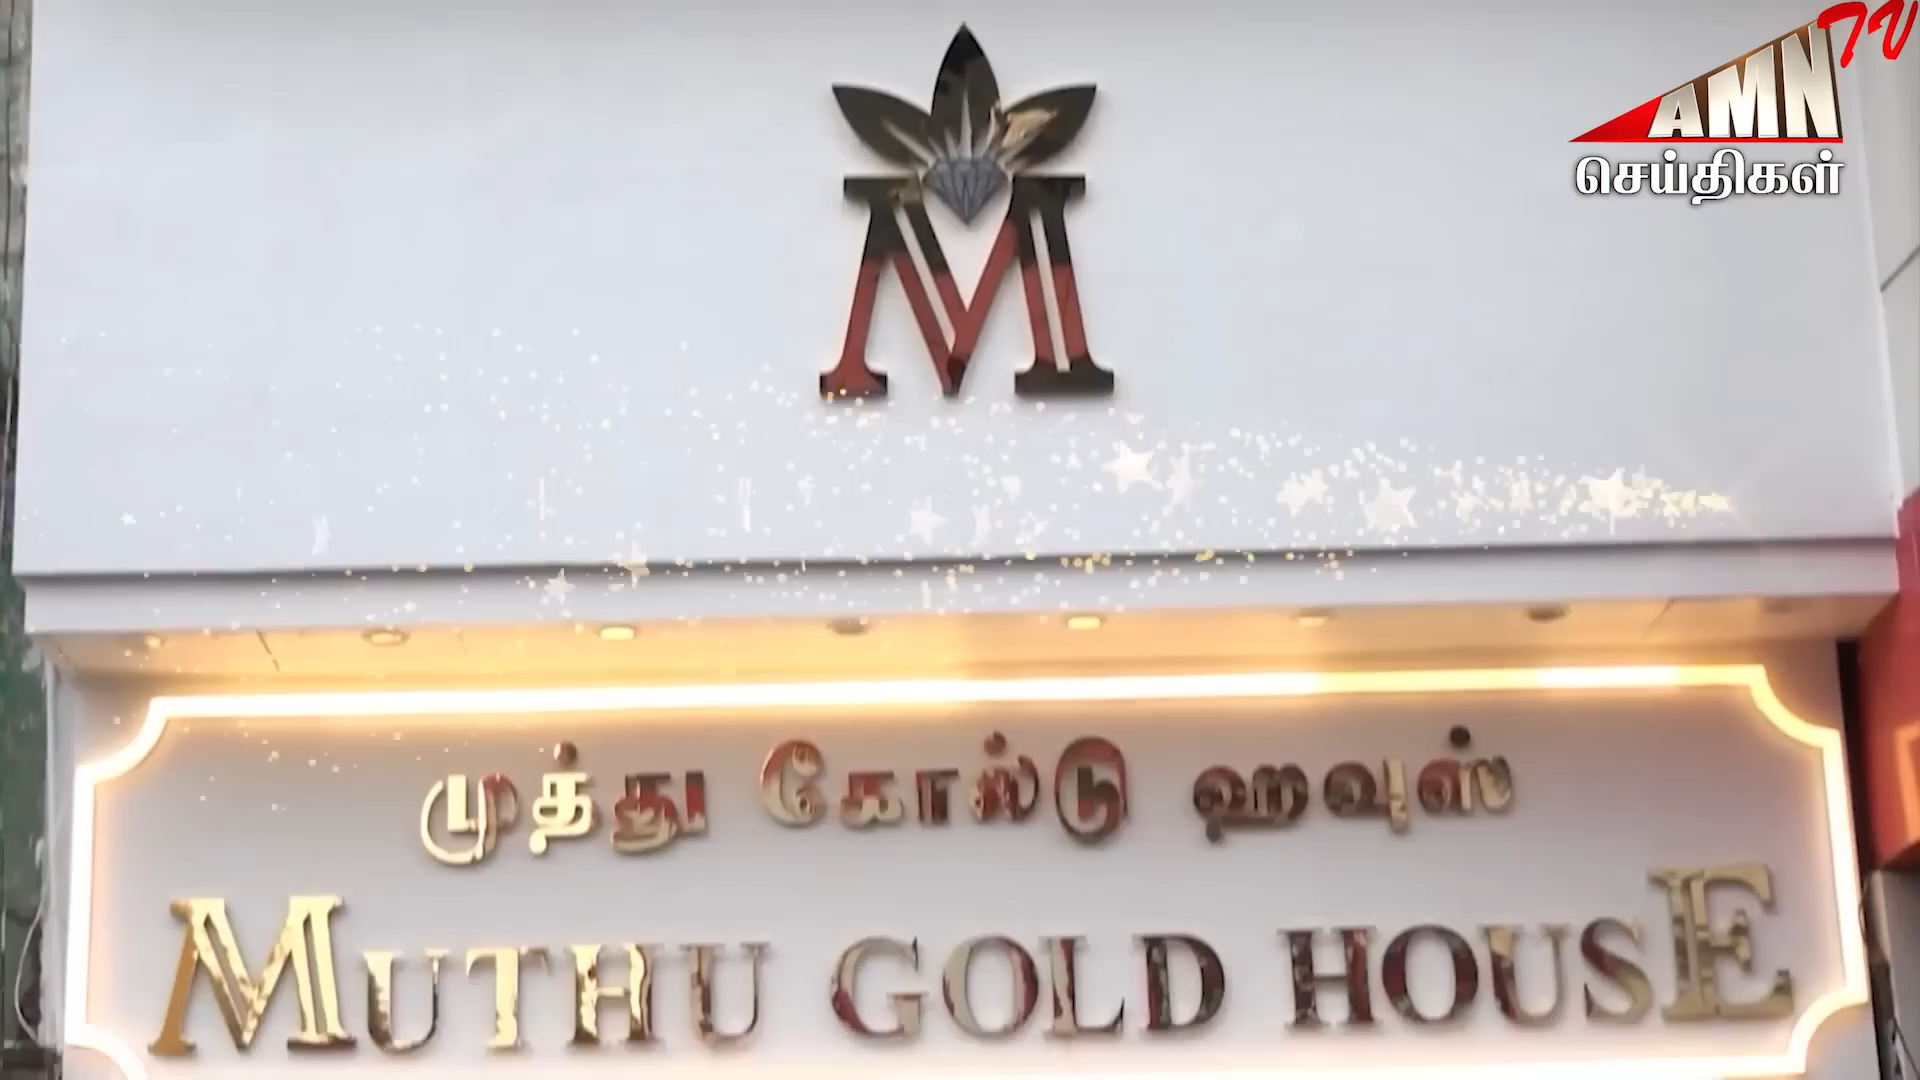 AMN TV
செய்திகள்
M
முத்து கோல்டு ஹவுஸ்
MUTHU GOLD HOUSE